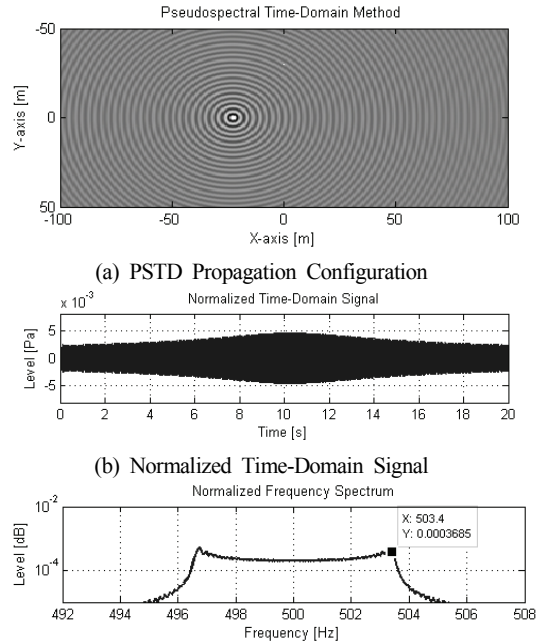 Pseudospectral Time-Domain Method
-50
0
50
Y-axis [m]
-100 -50 0 50 100
X-axis [m]
(a) PSTD Propagation Configuration
x 10^-3
Normalized Time-Domain Signal
5
0
-5
Level [Pa]
0 2 4 6 8 10 12 14 16 18 20
Time [s]
(b) Normalized Time-Domain Signal
Normalized Frequency Spectrum
10^-2
10^-4
Level [dB]
X: 503.4
Y: 0.0003685
492 494 496 498 500 502 504 506 508
Frequency [Hz]